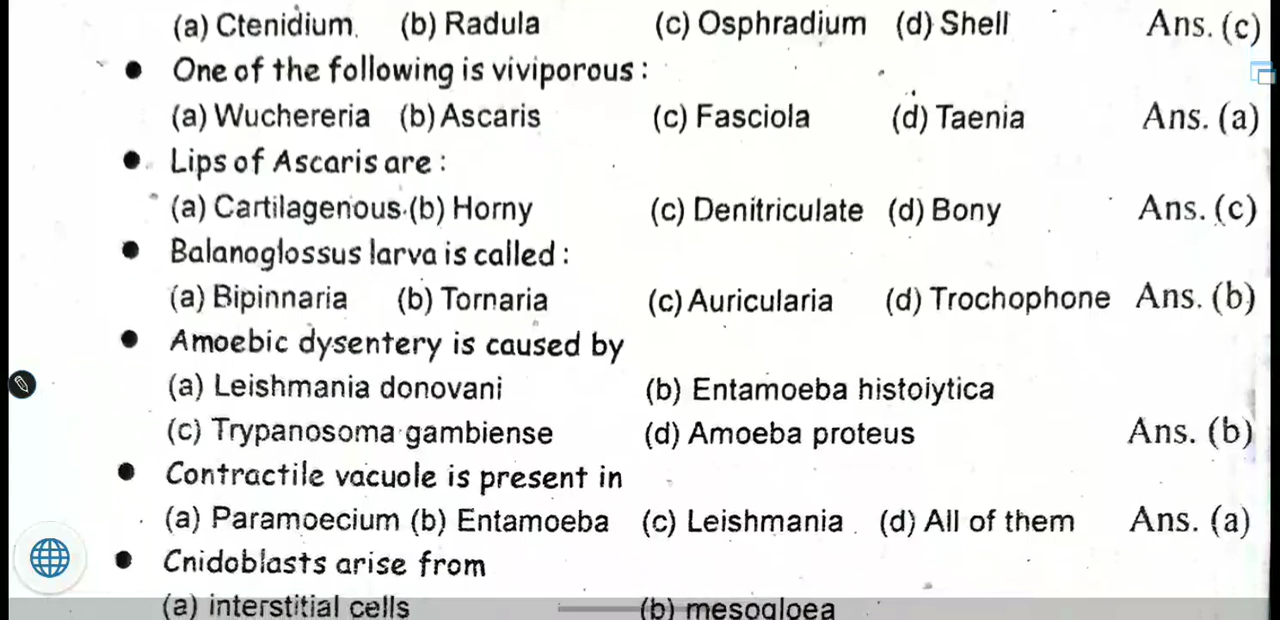 (a) Ctenidium (b) Radula (c) Osphradium (d) Shell Ans. (c)
● One of the following is viviporous :
(a) Wuchereria (b) Ascaris (c) Fasciola (d) Taenia Ans. (a)
● Lips of Ascaris are :
(a) Cartilagenous (b) Horny (c) Denitriculate (d) Bony Ans. (c)
● Balanoglossus larva is called :
(a) Bipinnaria (b) Tornaria (c) Auricularia (d) Trochophone Ans. (b)
● Amoebic dysentery is caused by
(a) Leishmania donovani (b) Entamoeba histoiytica
(c) Trypanosoma gambiense (d) Amoeba proteus Ans. (b)
● Contractile vacuole is present in
(a) Paramoecium (b) Entamoeba (c) Leishmania (d) All of them Ans. (a)
● Cnidoblasts arise from
(a) interstitial cells (b) mesogloea